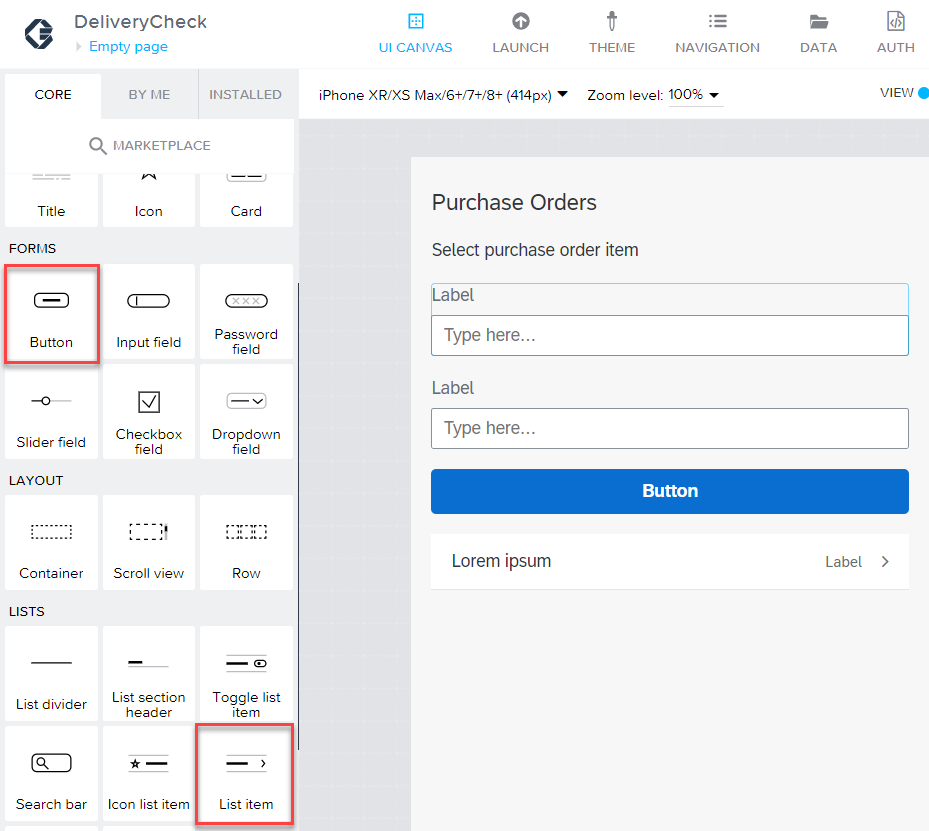 DeliveryCheck
Empty page
UI CANVAS
LAUNCH
THEME
NAVIGATION
DATA
AUTH
CORE
BY ME
INSTALLED
iPhone XR/XS Max/6+/7+/8+ (414px)
Zoom level: 100%
VIEW
MARKETPLACE
Title
Icon
Card
FORMS
Button
Input field
Password
field
Slider field
Checkbox
field
Dropdown
field
LAYOUT
Container
Scroll view
Row
LISTS
List divider
List section
header
Toggle list
item
Search bar
Icon list item
List item
Purchase Orders
Select purchase order item
Label
Type here...
Label
Type here...
Button
Lorem ipsum
Label